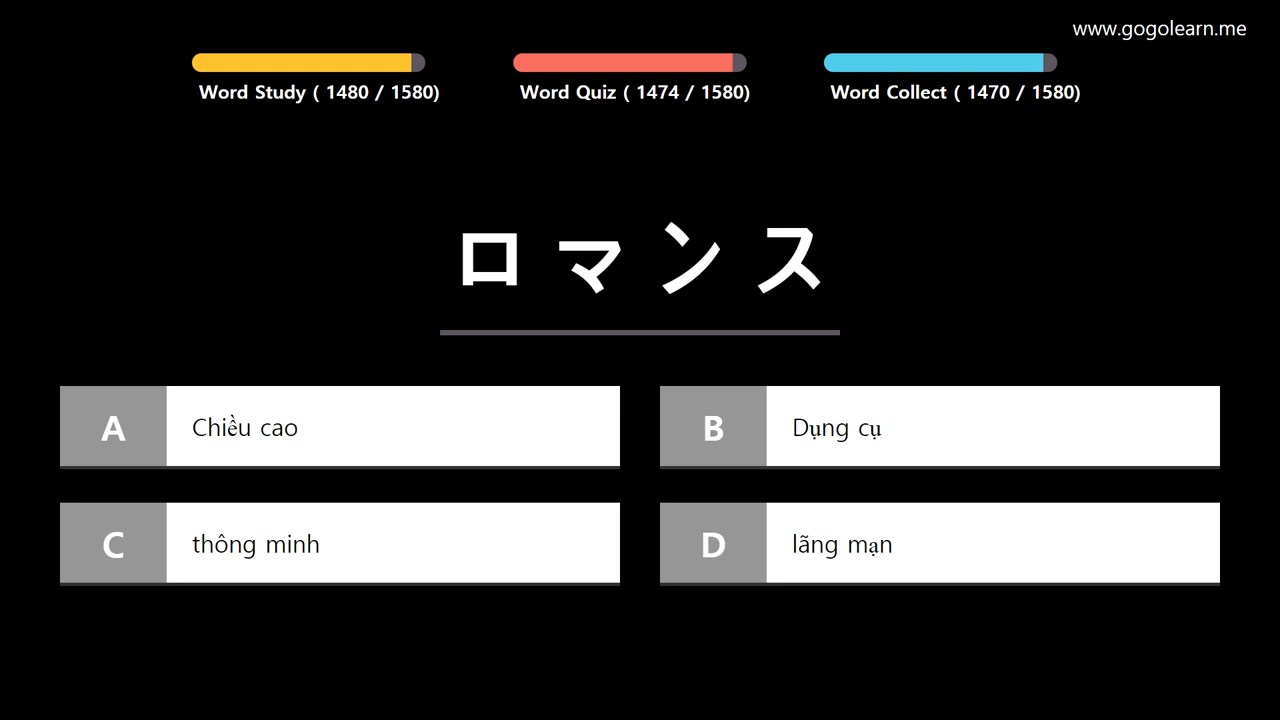 www.gogolearn.me
Word Study ( 1480 / 1580)
Word Quiz ( 1474 / 1580)
Word Collect ( 1470 / 1580)
ロマンス
A Chiều cao
B Dụng cụ
C thông minh
D lãng mạn